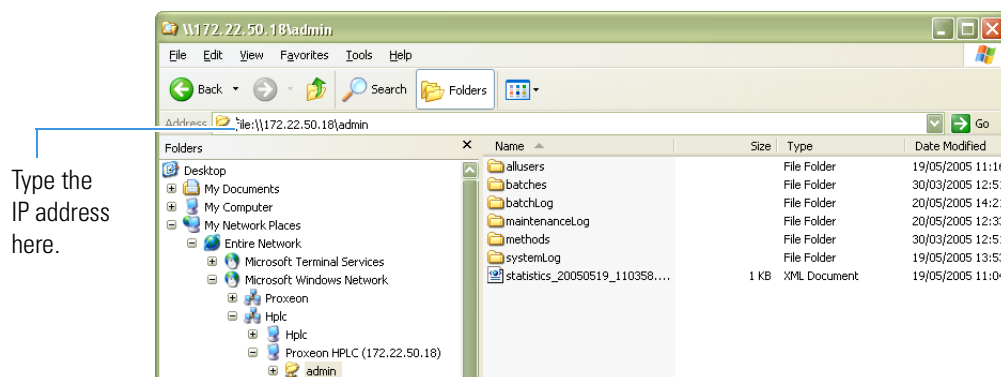 \\172.22.50.18\admin
File Edit View Favorites Tools Help
Back Search Folders
Address file:\\172.22.50.18\admin Go
Folders × Name Size Type Date Modified
Type the
IP address
here.
Desktop
My Documents
My Computer
My Network Places
Entire Network
Microsoft Terminal Services
Microsoft Windows Network
Proxeon
Hplc
Hplc
Proxeon HPLC (172.22.50.18)
admin
allusers File Folder 19/05/2005 11:16
batches File Folder 30/03/2005 12:5
batchLog File Folder 20/05/2005 14:2
maintenanceLog File Folder 20/05/2005 12:3
methods File Folder 30/03/2005 12:5
systemLog File Folder 19/05/2005 13:5
statistics_20050519_110358.... 1 KB XML Document 19/05/2005 11:0